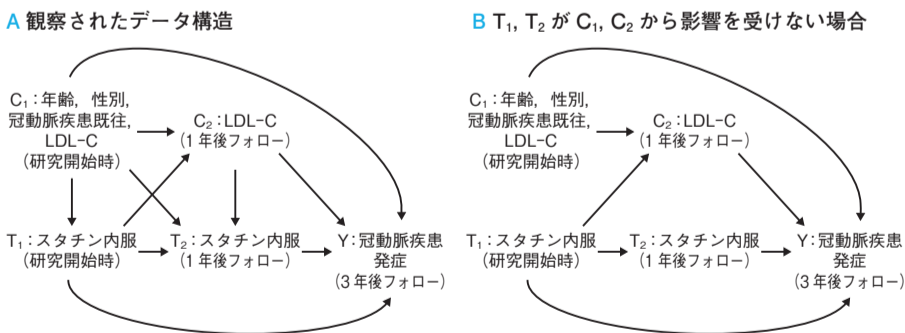 A 観察されたデータ構造
C₁：年齢，性別，
冠動脈疾患既往，
LDL-C
（研究開始時）
C₂：LDL-C
（1年後フォロー）
T₁：スタチン内服
（研究開始時）
T₂：スタチン内服
（1年後フォロー）
Y：冠動脈疾患
発症
（3年後フォロー）
B T₁, T₂ が C₁, C₂ から影響を受けない場合
C₁：年齢，性別，
冠動脈疾患既往，
LDL-C
（研究開始時）
C₂：LDL-C
（1年後フォロー）
T₁：スタチン内服
（研究開始時）
T₂：スタチン内服
（1年後フォロー）
Y：冠動脈疾患
発症
（3年後フォロー）